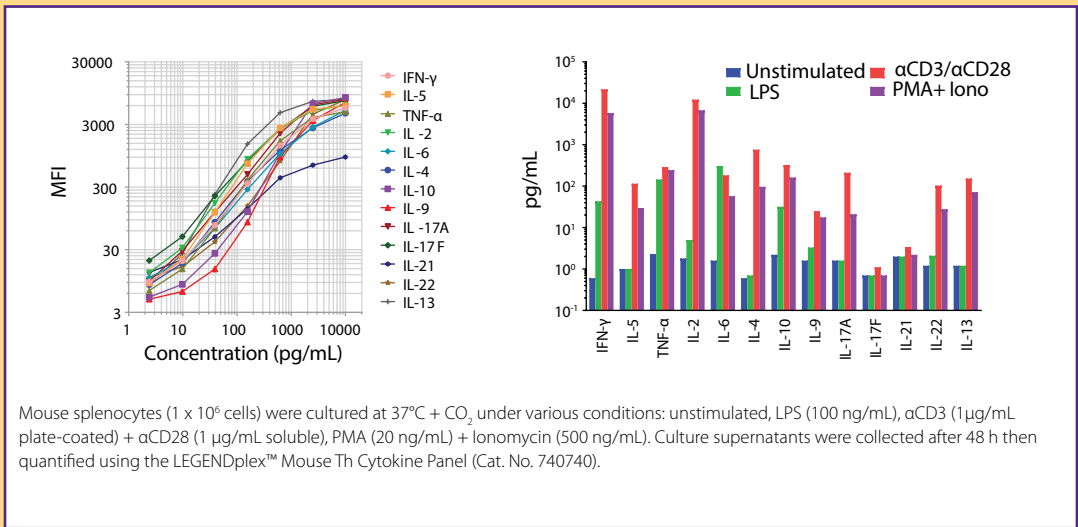 30000
3000
300
30
3
MFI
1
10
100
1000
10000
Concentration (pg/mL)
IFN-γ
IL-5
TNF-α
IL -2
IL-6
IL-4
IL-10
IL-9
IL -17A
IL-17F
IL-21
IL-22
IL-13
10⁵
10⁴
10³
10²
10¹
10⁰
10⁻¹
pg/mL
Unstimulated
αCD3/αCD28
LPS
PMA+ Iono
IFN-γ
IL-5
TNF-α
IL-2
IL-6
IL-4
IL-10
IL-9
IL-17A
IL-17F
IL-21
IL-22
IL-13
Mouse splenocytes (1 x 10⁶ cells) were cultured at 37°C + CO₂ under various conditions: unstimulated, LPS (100 ng/mL), αCD3 (1µg/mL
plate-coated) + αCD28 (1 µg/mL soluble), PMA (20 ng/mL) + Ionomycin (500 ng/mL). Culture supernatants were collected after 48 h then
quantified using the LEGENDplex™ Mouse Th Cytokine Panel (Cat. No. 740740).